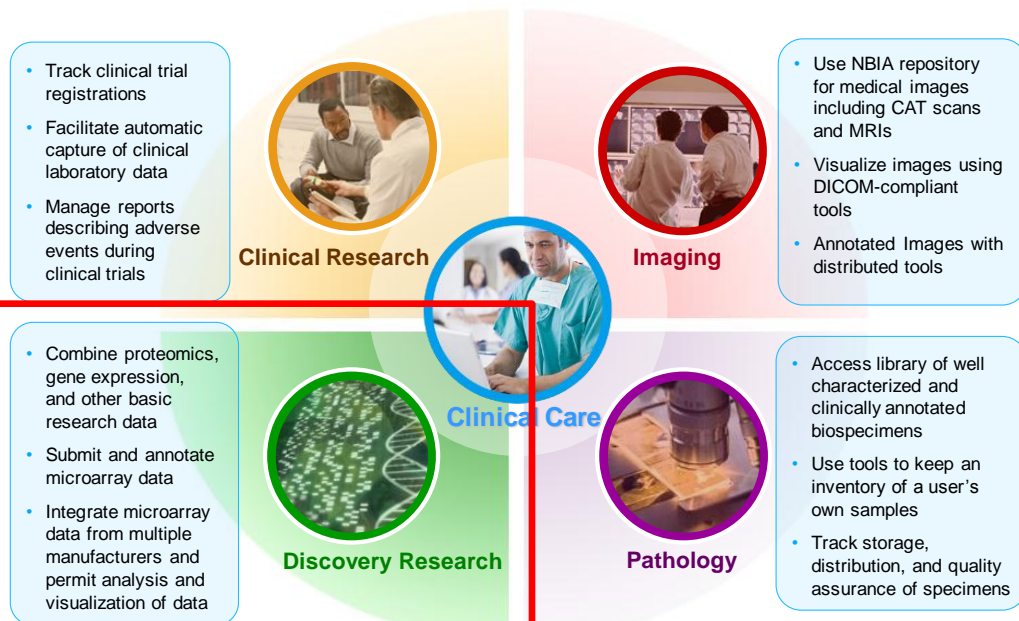 • Track clinical trial
registrations
• Facilitate automatic
capture of clinical
laboratory data
• Manage reports
describing adverse
events during
clinical trials
Clinical Research
Imaging
• Use NBIA repository
for medical images
including CAT scans
and MRIs
• Visualize images using
DICOM-compliant
tools
• Annotated Images with
distributed tools
Clinical Care
• Combine proteomics,
gene expression,
and other basic
research data
• Submit and annotate
microarray data
• Integrate microarray
data from multiple
manufacturers and
permit analysis and
visualization of data
Discovery Research
Pathology
• Access library of well
characterized and
clinically annotated
biospecimens
• Use tools to keep an
inventory of a user's
own samples
• Track storage,
distribution, and quality
assurance of specimens